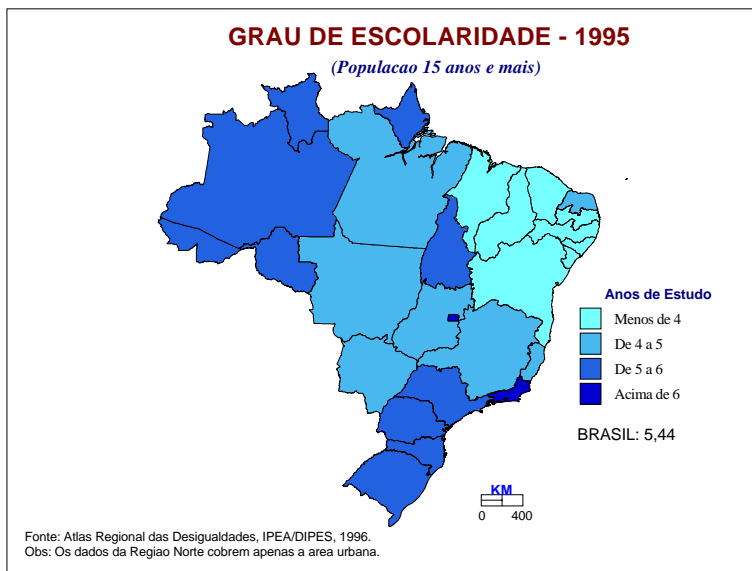 GRAU DE ESCOLARIDADE - 1995
(Populacao 15 anos e mais)
Anos de Estudo
Menos de 4
De 4 a 5
De 5 a 6
Acima de 6
BRASIL: 5,44
KM
0 400
Fonte: Atlas Regional das Desigualdades, IPEA/DIPES, 1996.
Obs: Os dados da Regiao Norte cobrem apenas a area urbana.